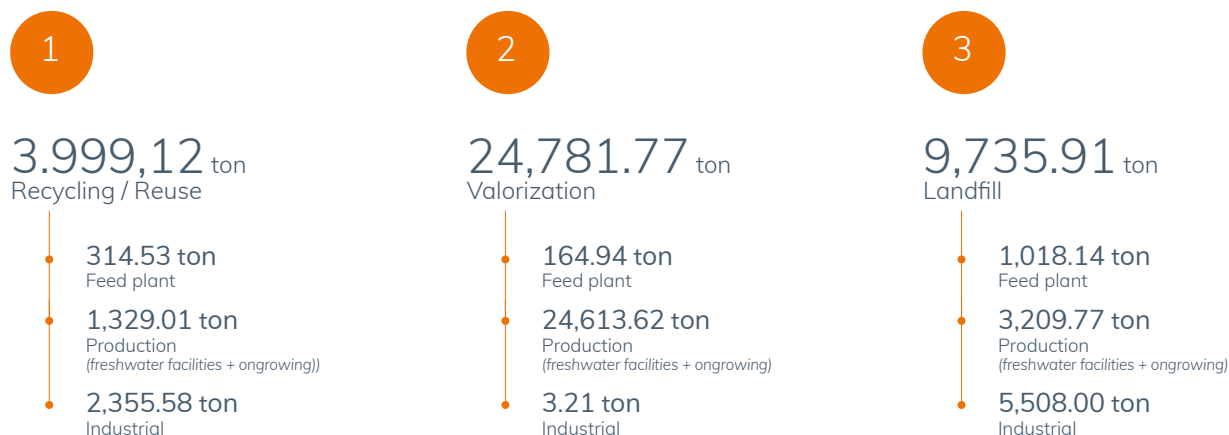 1
3.999,12 ton
Recycling / Reuse
314.53 ton
Feed plant
1,329.01 ton
Production
(freshwater facilities + ongrowing))
2,355.58 ton
Industrial
2
24,781.77 ton
Valorization
164.94 ton
Feed plant
24,613.62 ton
Production
(freshwater facilities + ongrowing)
3.21 ton
Industrial
3
9,735.91 ton
Landfill
1,018.14 ton
Feed plant
3,209.77 ton
Production
(freshwater facilities + ongrowing)
5,508.00 ton
Industrial